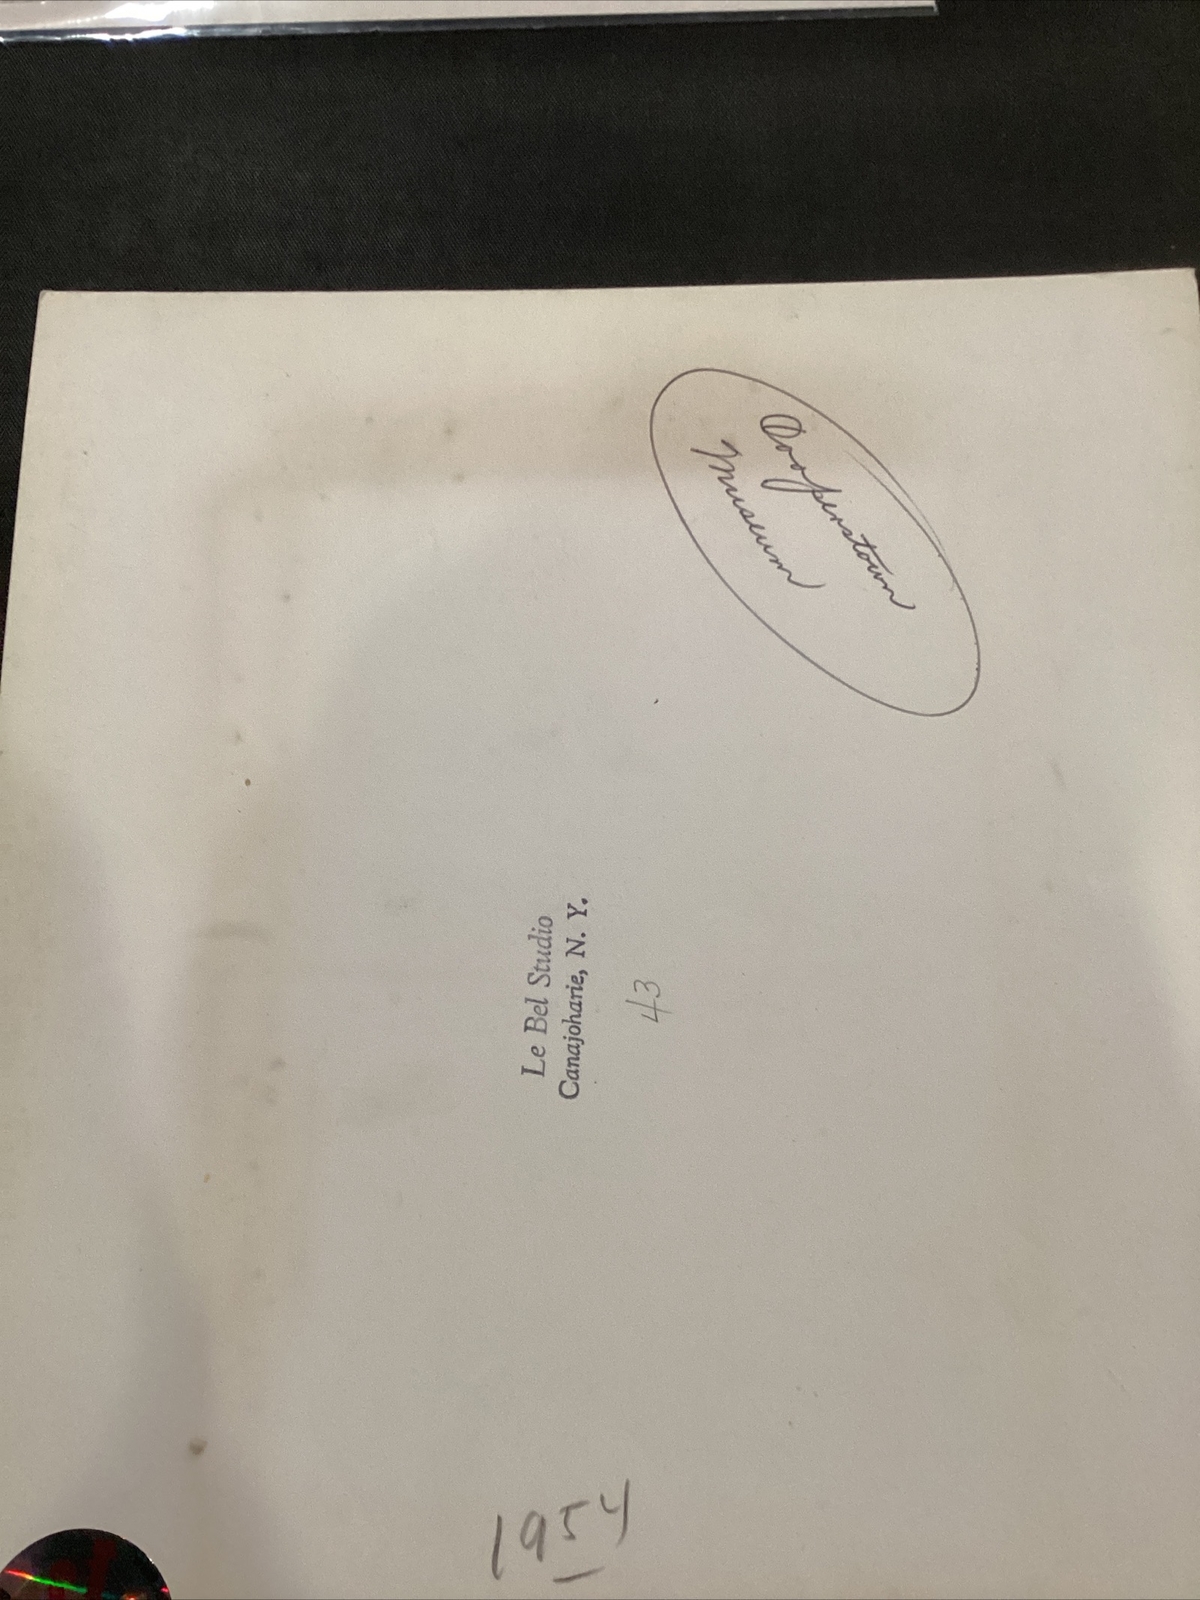 Cooperstown
Museum
Le Bel Studio
Canajoharie, N. Y.
43
1954